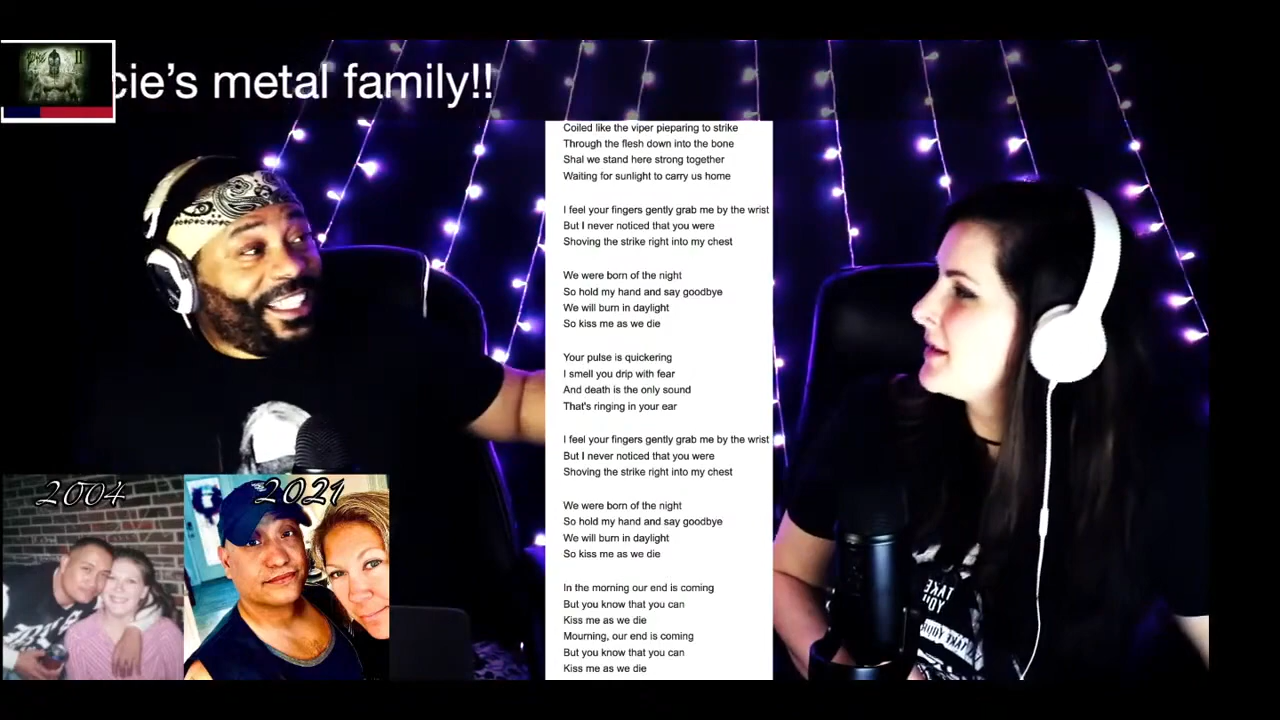 cie’s metal family!!
Coiled like the viper pieparing to strike
Through the flesh down into the bone
Shal we stand here strong together
Waiting for sunlight to carry us home
I feel your fingers gently grab me by the wrist
But I never noticed that you were
Shoving the strike right into my chest
We were born of the night
So hold my hand and say goodbye
We will burn in daylight
So kiss me as we die
Your pulse is quickering
I smell you drip with fear
And death is the only sound
That's ringing in your ear
I feel your fingers gently grab me by the wrist
But I never noticed that you were
Shoving the strike right into my chest
We were born of the night
So hold my hand and say goodbye
We will burn in daylight
So kiss me as we die
In the morning our end is coming
But you know that you can
Kiss me as we die
Mourning, our end is coming
But you know that you can
Kiss me as we die
2004
2021
TAKE
YOU'